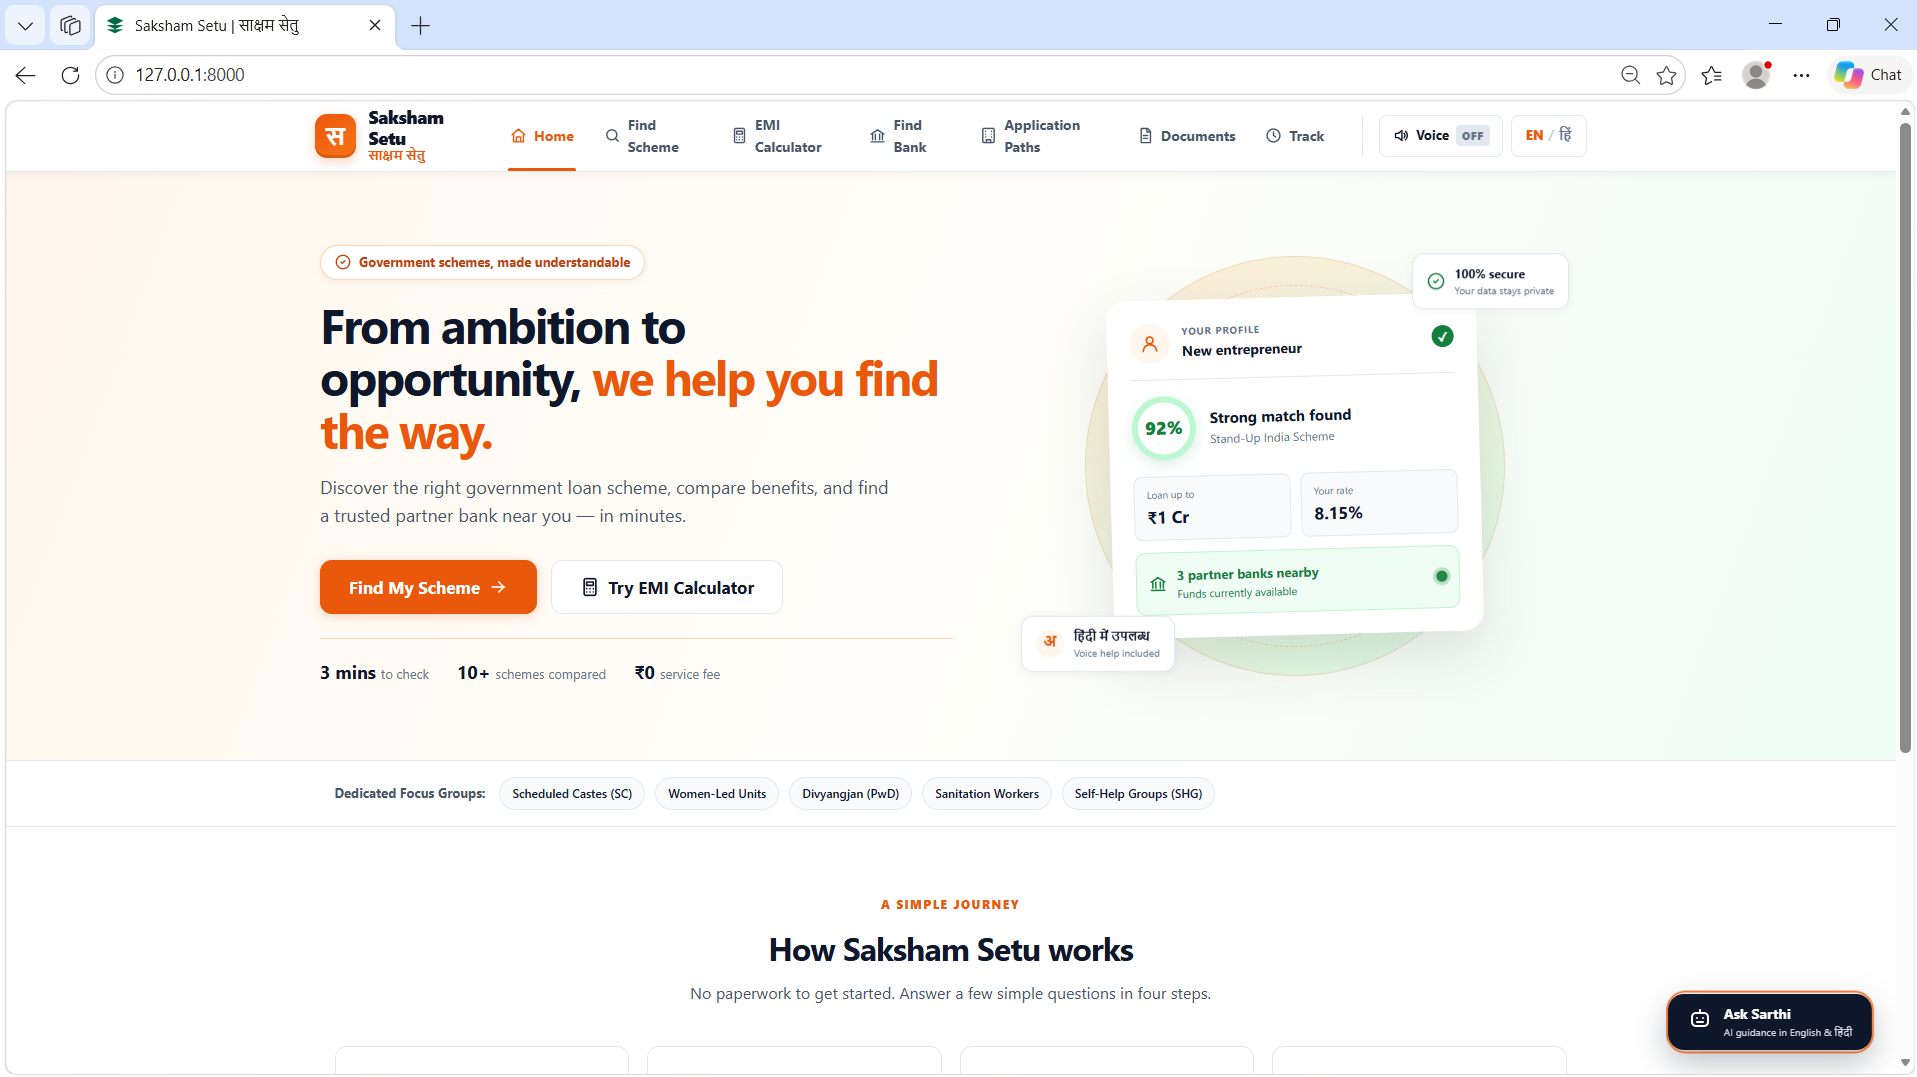 Saksham Setu | साक्षम सेतु
127.0.0.1:8000
Chat
स
Saksham
Setu
साक्षम सेतु
Home
Find
Scheme
EMI
Calculator
Find
Bank
Application
Paths
Documents
Track
Voice OFF
EN / हिं
Government schemes, made understandable
From ambition to
opportunity, we help you find
the way.
Discover the right government loan scheme, compare benefits, and find
a trusted partner bank near you — in minutes.
Find My Scheme →
Try EMI Calculator
3 mins to check
10+ schemes compared
₹0 service fee
100% secure
Your data stays private
YOUR PROFILE
New entrepreneur
92%
Strong match found
Stand-Up India Scheme
Loan up to
₹1 Cr
Your rate
8.15%
3 partner banks nearby
Funds currently available
अ
हिंदी में उपलब्ध
Voice help included
Dedicated Focus Groups:
Scheduled Castes (SC)
Women-Led Units
Divyangjan (PwD)
Sanitation Workers
Self-Help Groups (SHG)
A SIMPLE JOURNEY
How Saksham Setu works
No paperwork to get started. Answer a few simple questions in four steps.
Ask Sarthi
AI guidance in English & हिंदी